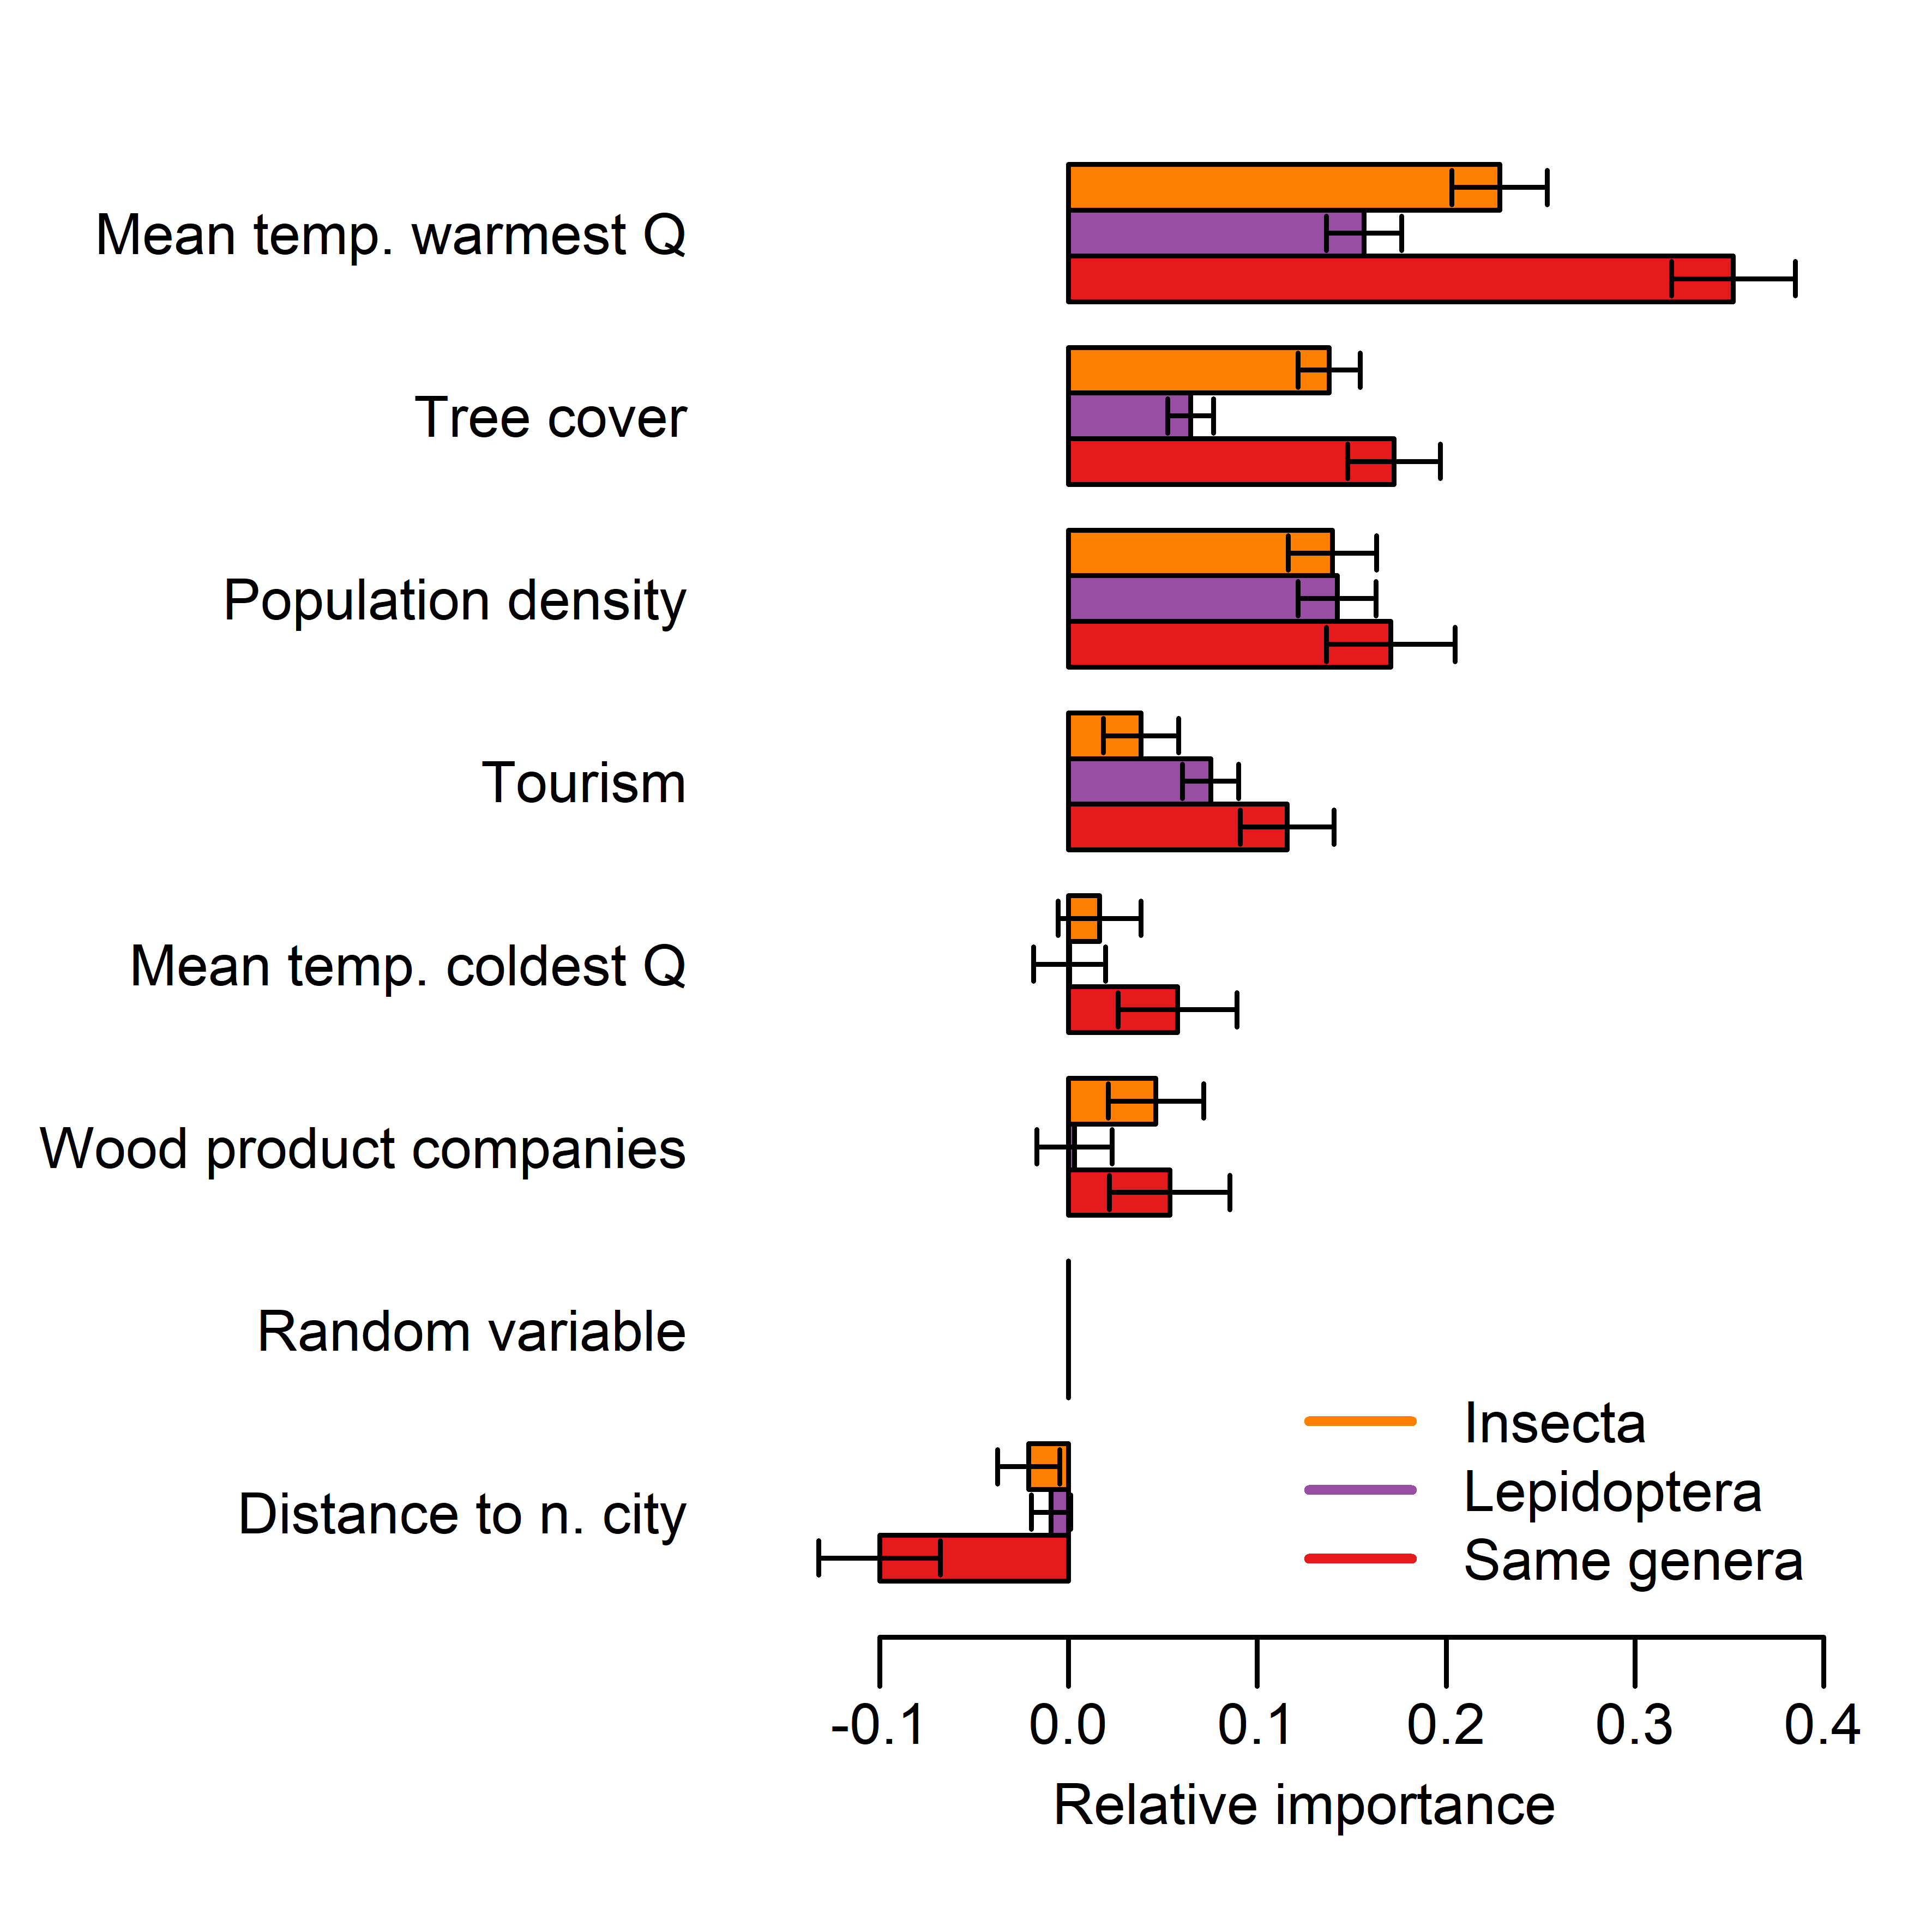 Mean temp. warmest Q
Tree cover
Population density
Tourism
Mean temp. coldest Q
Wood product companies
Random variable
Distance to n. city
Insecta
Lepidoptera
Same genera
-0.1 0.0 0.1 0.2 0.3 0.4
Relative importance